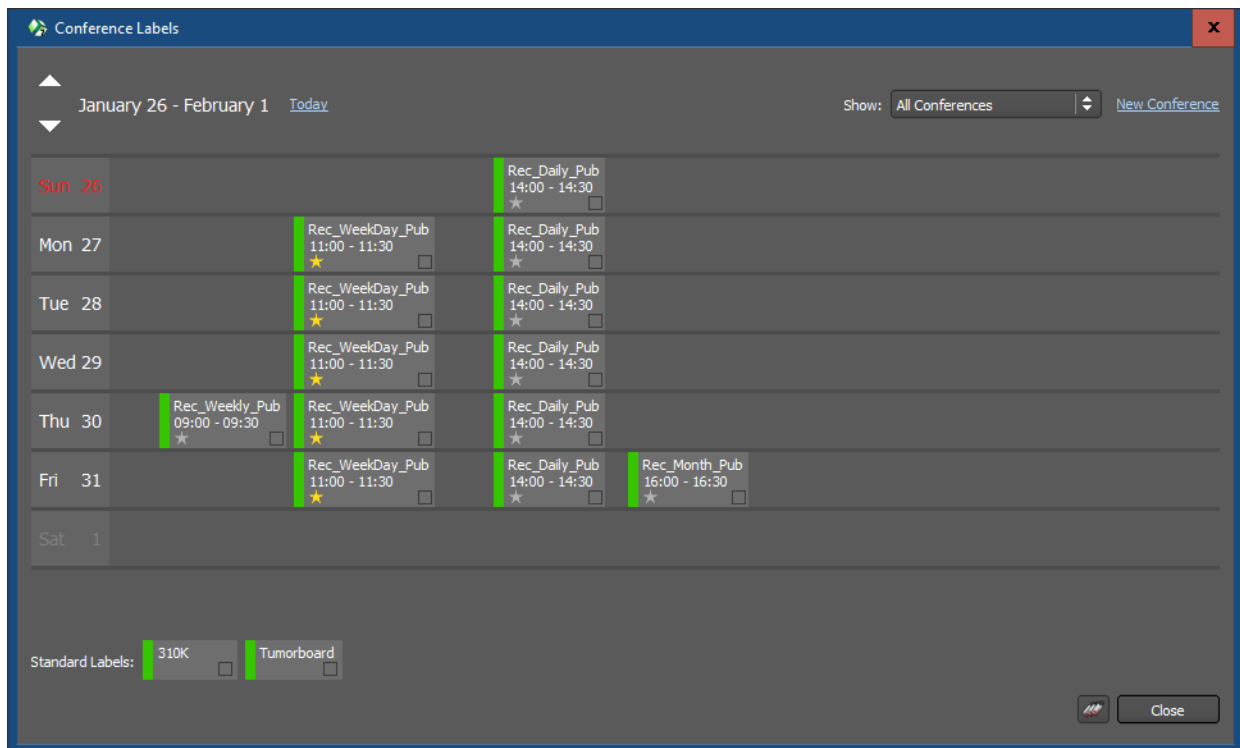 Conference Labels
x
January 26 - February 1 Today
Show: All Conferences New Conference
Sun 26
Rec_Daily_Pub
14:00 - 14:30
Mon 27
Rec_WeekDay_Pub
11:00 - 11:30
Rec_Daily_Pub
14:00 - 14:30
Tue 28
Rec_WeekDay_Pub
11:00 - 11:30
Rec_Daily_Pub
14:00 - 14:30
Wed 29
Rec_WeekDay_Pub
11:00 - 11:30
Rec_Daily_Pub
14:00 - 14:30
Thu 30
Rec_Weekly_Pub
09:00 - 09:30
Rec_WeekDay_Pub
11:00 - 11:30
Rec_Daily_Pub
14:00 - 14:30
Fri 31
Rec_WeekDay_Pub
11:00 - 11:30
Rec_Daily_Pub
14:00 - 14:30
Rec_Month_Pub
16:00 - 16:30
Sat 1
Standard Labels: 310K Tumorboard
Close